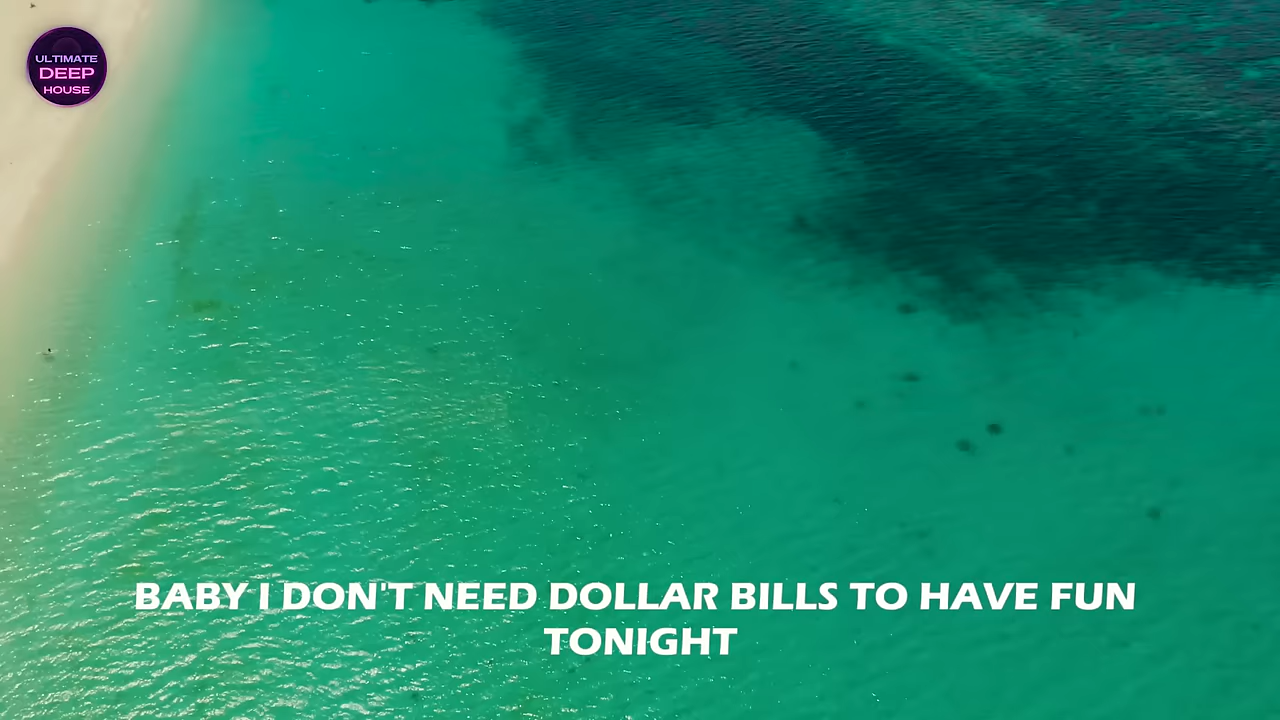 ULTIMATE
DEEP
HOUSE
BABY I DON'T NEED DOLLAR BILLS TO HAVE FUN
TONIGHT